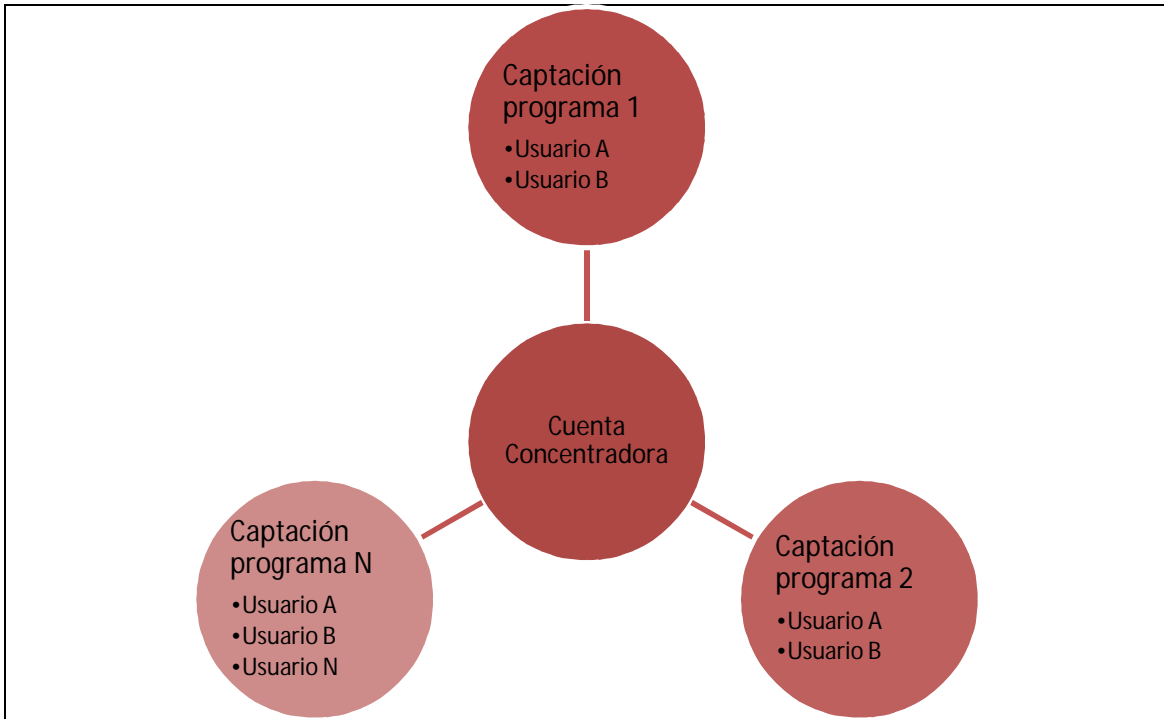 Captación
programa 1
•Usuario A
•Usuario B
Cuenta
Concentradora
Captación
programa N
•Usuario A
•Usuario B
•Usuario N
Captación
programa 2
•Usuario A
•Usuario B